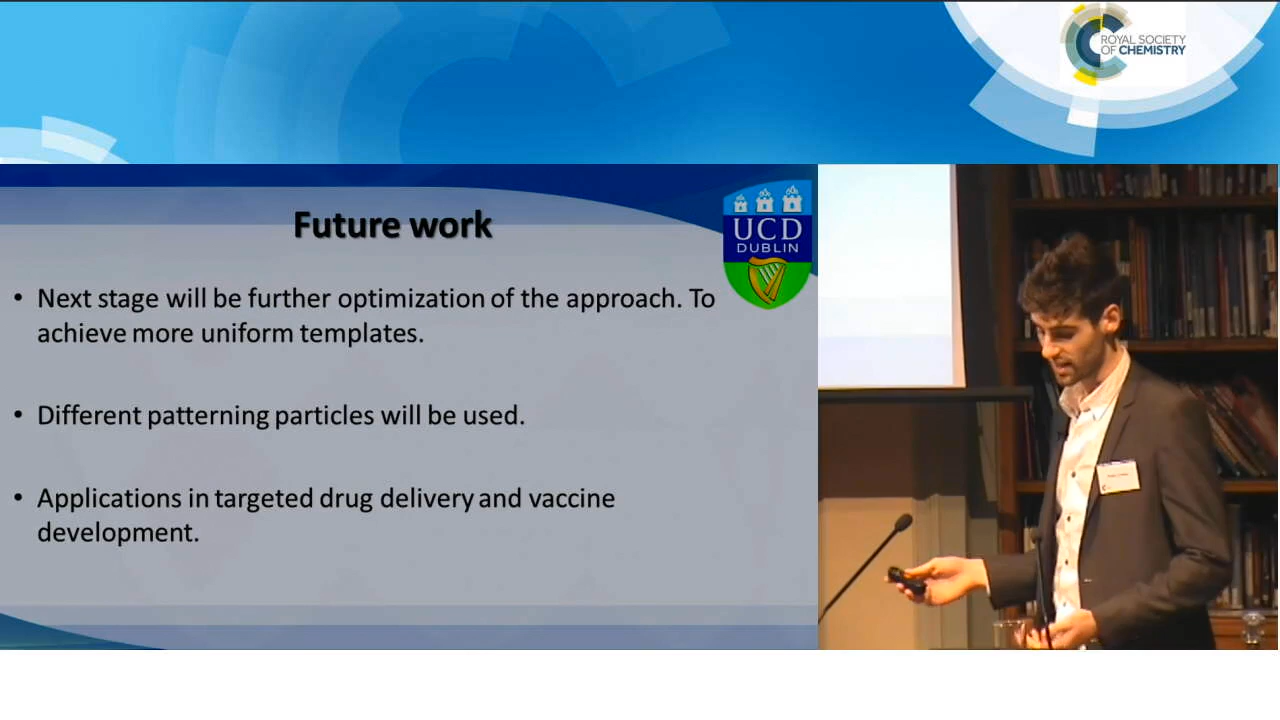 ROYAL SOCIETY
OF CHEMISTRY
Future work
UCD
DUBLIN
• Next stage will be further optimization of the approach. To
achieve more uniform templates.
• Different patterning particles will be used.
• Applications in targeted drug delivery and vaccine
development.